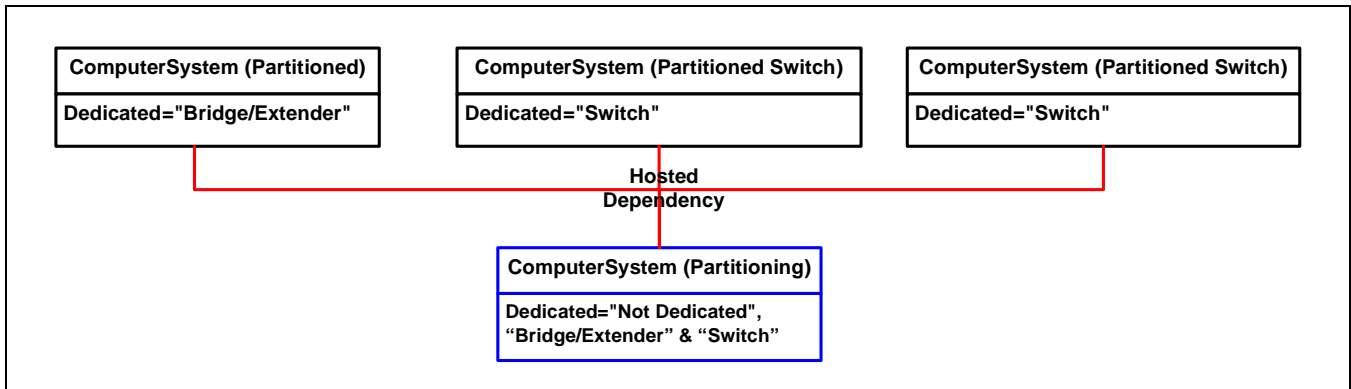 ComputerSystem (Partitioned)
Dedicated="Bridge/Extender"
ComputerSystem (Partitioned Switch)
Dedicated="Switch"
ComputerSystem (Partitioned Switch)
Dedicated="Switch"
Hosted
Dependency
ComputerSystem (Partitioning)
Dedicated="Not Dedicated",
“Bridge/Extender” & “Switch”